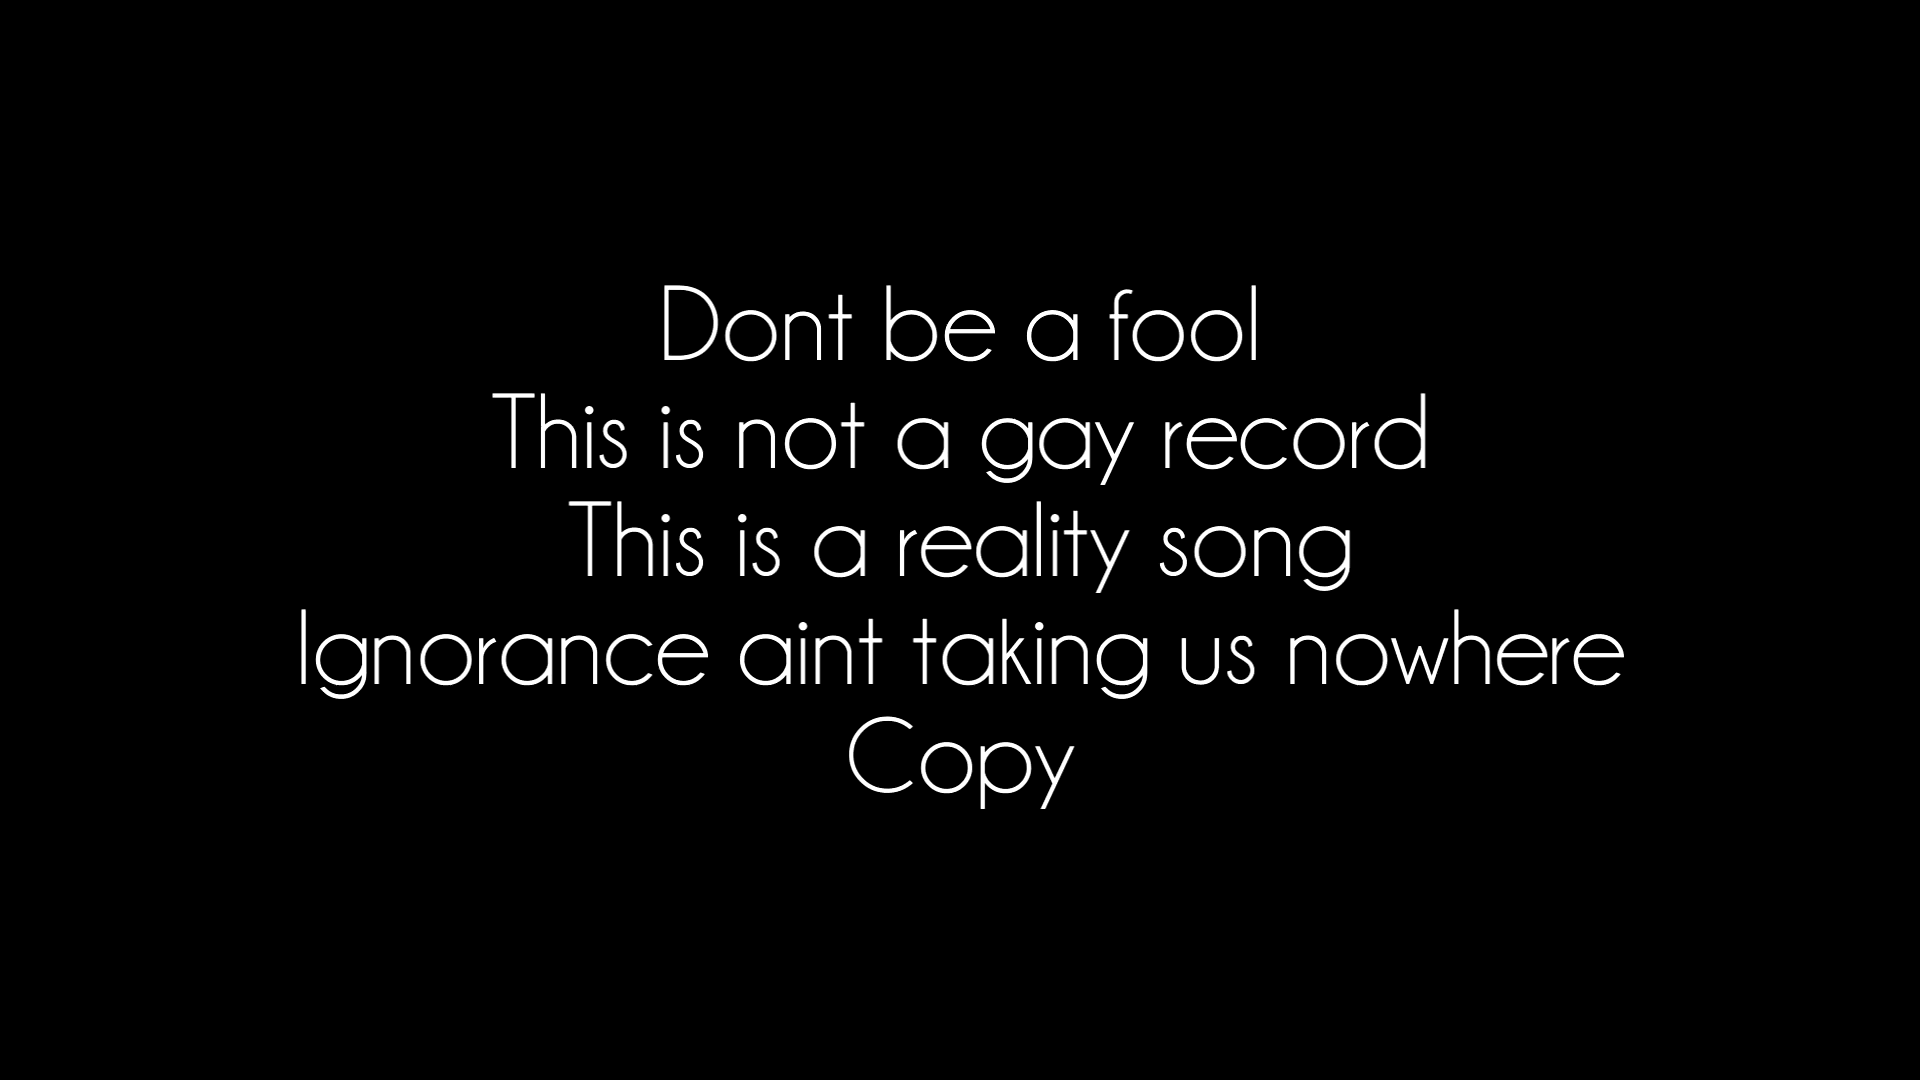 Dont be a fool
This is not a gay record
This is a reality song
Ignorance aint taking us nowhere
Copy